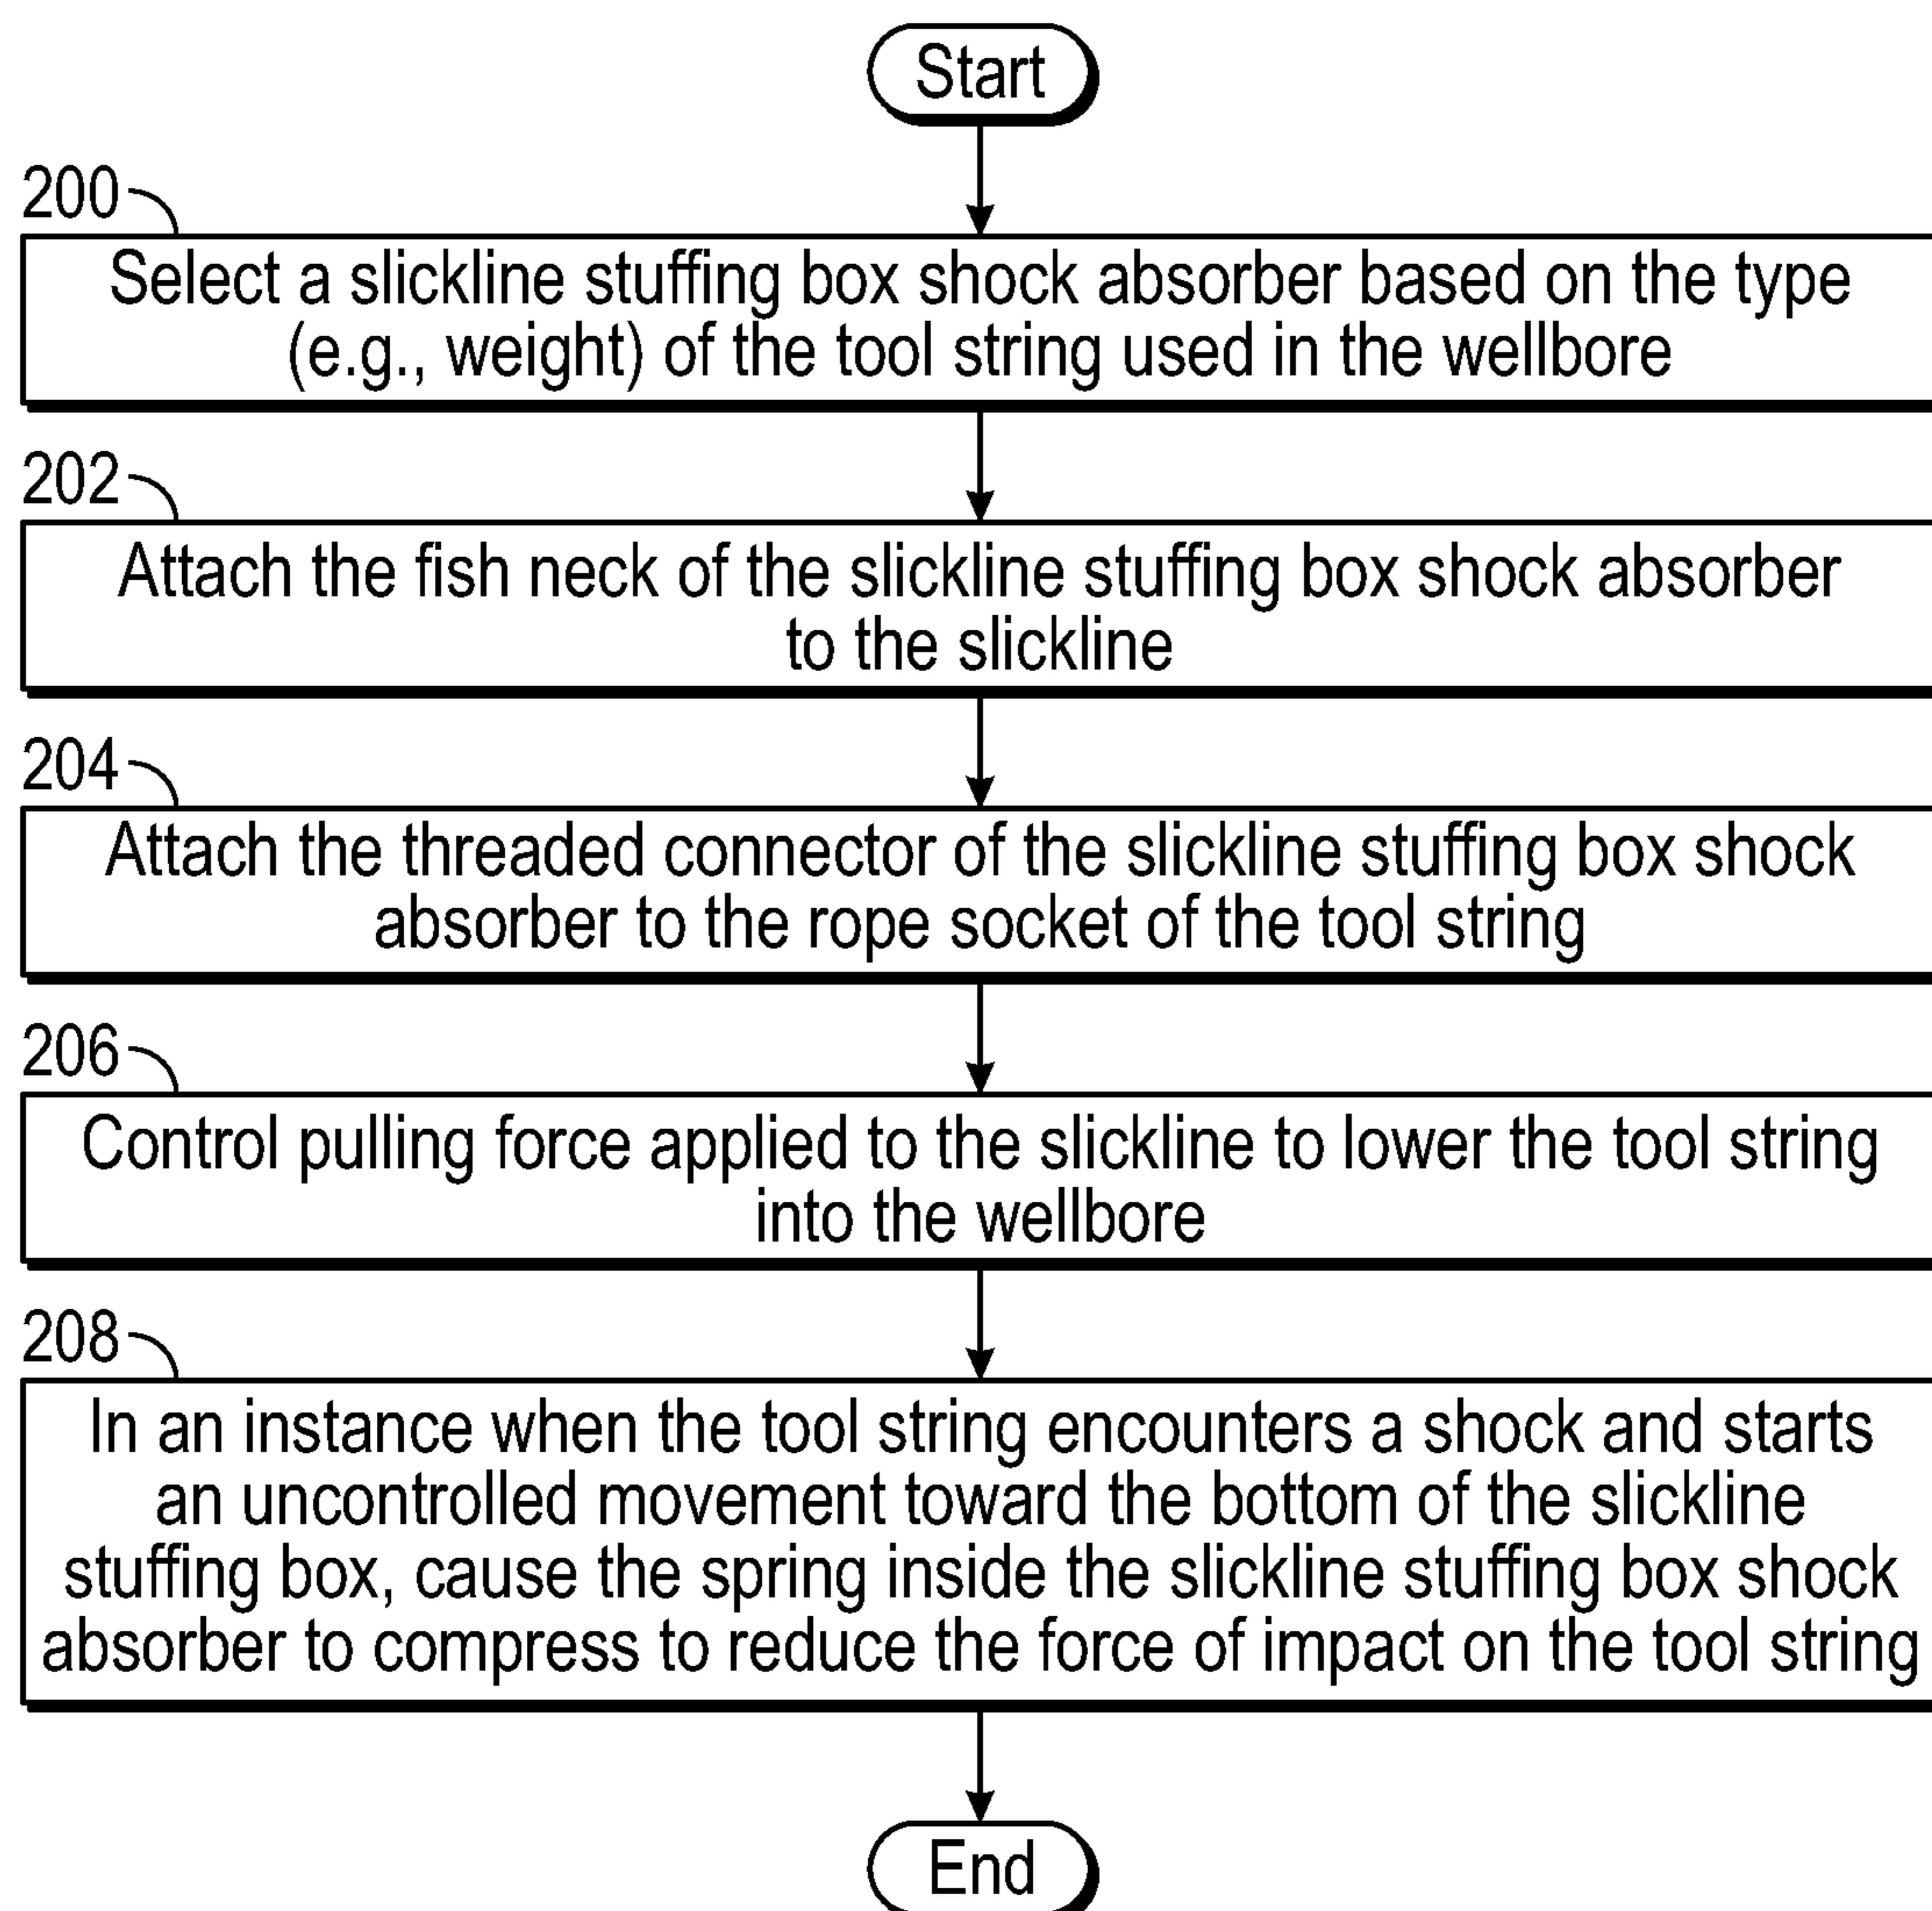 Start
200
Select a slickline stuffing box shock absorber based on the type
(e.g., weight) of the tool string used in the wellbore
202
Attach the fish neck of the slickline stuffing box shock absorber
to the slickline
204
Attach the threaded connector of the slickline stuffing box shock
absorber to the rope socket of the tool string
206
Control pulling force applied to the slickline to lower the tool string
into the wellbore
208
In an instance when the tool string encounters a shock and starts
an uncontrolled movement toward the bottom of the slickline
stuffing box, cause the spring inside the slickline stuffing box shock
absorber to compress to reduce the force of impact on the tool string
End